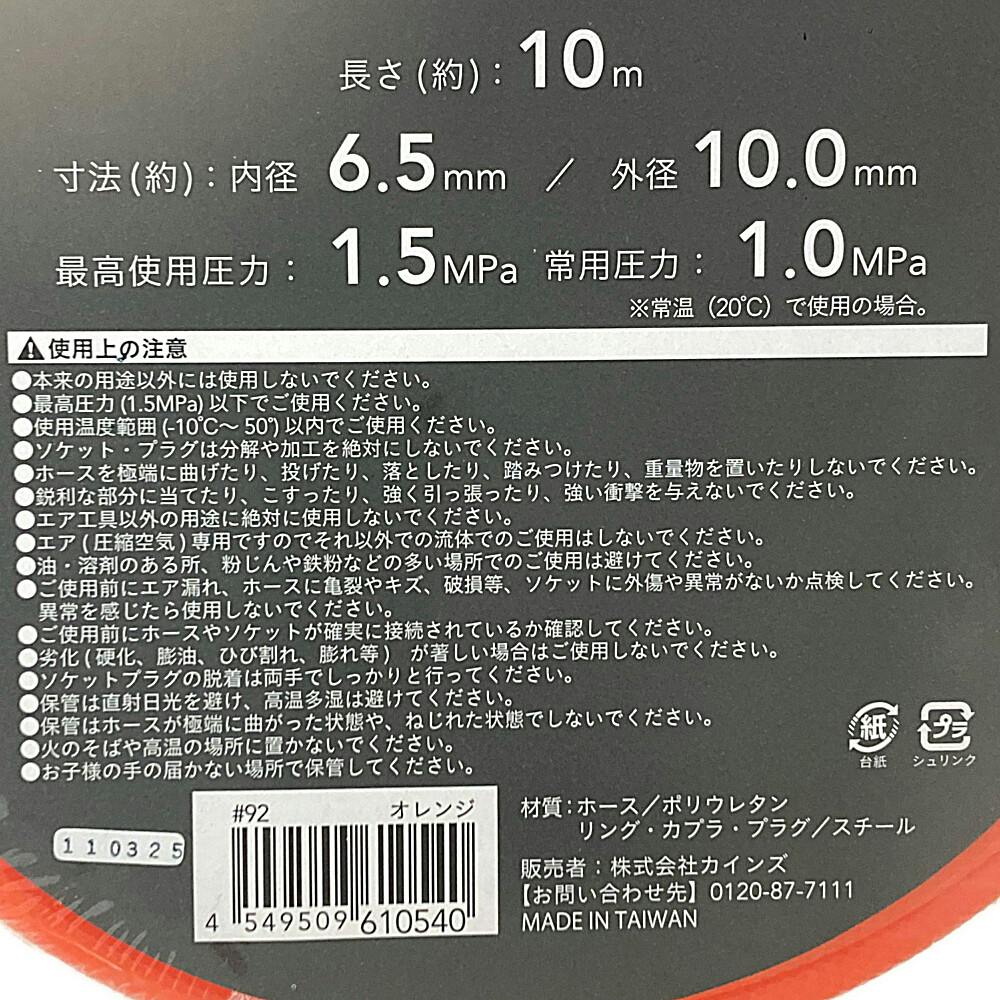 長さ(約)：10m
寸法(約)：内径 6.5mm ／ 外径 10.0mm
最高使用圧力：1.5MPa 常用圧力：1.0MPa
※常温（20℃）で使用の場合。
⚠使用上の注意
●本来の用途以外には使用しないでください。
●最高圧力(1.5MPa)以下でご使用ください。
●使用温度範囲(-10℃～50°)以内でご使用ください。
●ソケット・プラグは分解や加工を絶対にしないでください。
●ホースを極端に曲げたり、投げたり、落としたり、踏みつけたり、重量物を置いたりしないでください。
●鋭利な部分に当てたり、こすったり、強く引っ張ったり、強い衝撃を与えないでください。
●エア工具以外の用途に絶対に使用しないでください。
●エア(圧縮空気)専用ですのでそれ以外での流体でのご使用はしないでください。
●油・溶剤のある所、粉じんや鉄粉などの多い場所でのご使用は避けてください。
●ご使用前にエア漏れ、ホースに亀裂やキズ、破損等、ソケットに外傷や異常がないか点検してください。
異常を感じたら使用しないでください。
●ご使用前にホースやソケットが確実に接続されているか確認してください。
●劣化(硬化、膨油、ひび割れ、膨れ等)が著しい場合はご使用しないでください。
●ソケットプラグの脱着は両手でしっかりと行ってください。
●保管は直射日光を避け、高温多湿は避けてください。
●保管はホースが極端に曲がった状態や、ねじれた状態でしないでください。
●火のそばや高温の場所に置かないでください。
●お子様の手の届かない場所で保管してください。
紙 プラ
台紙 シュリンク
#92 オレンジ
4 549509 610540
110325
材質：ホース／ポリウレタン
リング・カプラ・プラグ／スチール
販売者：株式会社カインズ
【お問い合わせ先】0120-87-7111
MADE IN TAIWAN